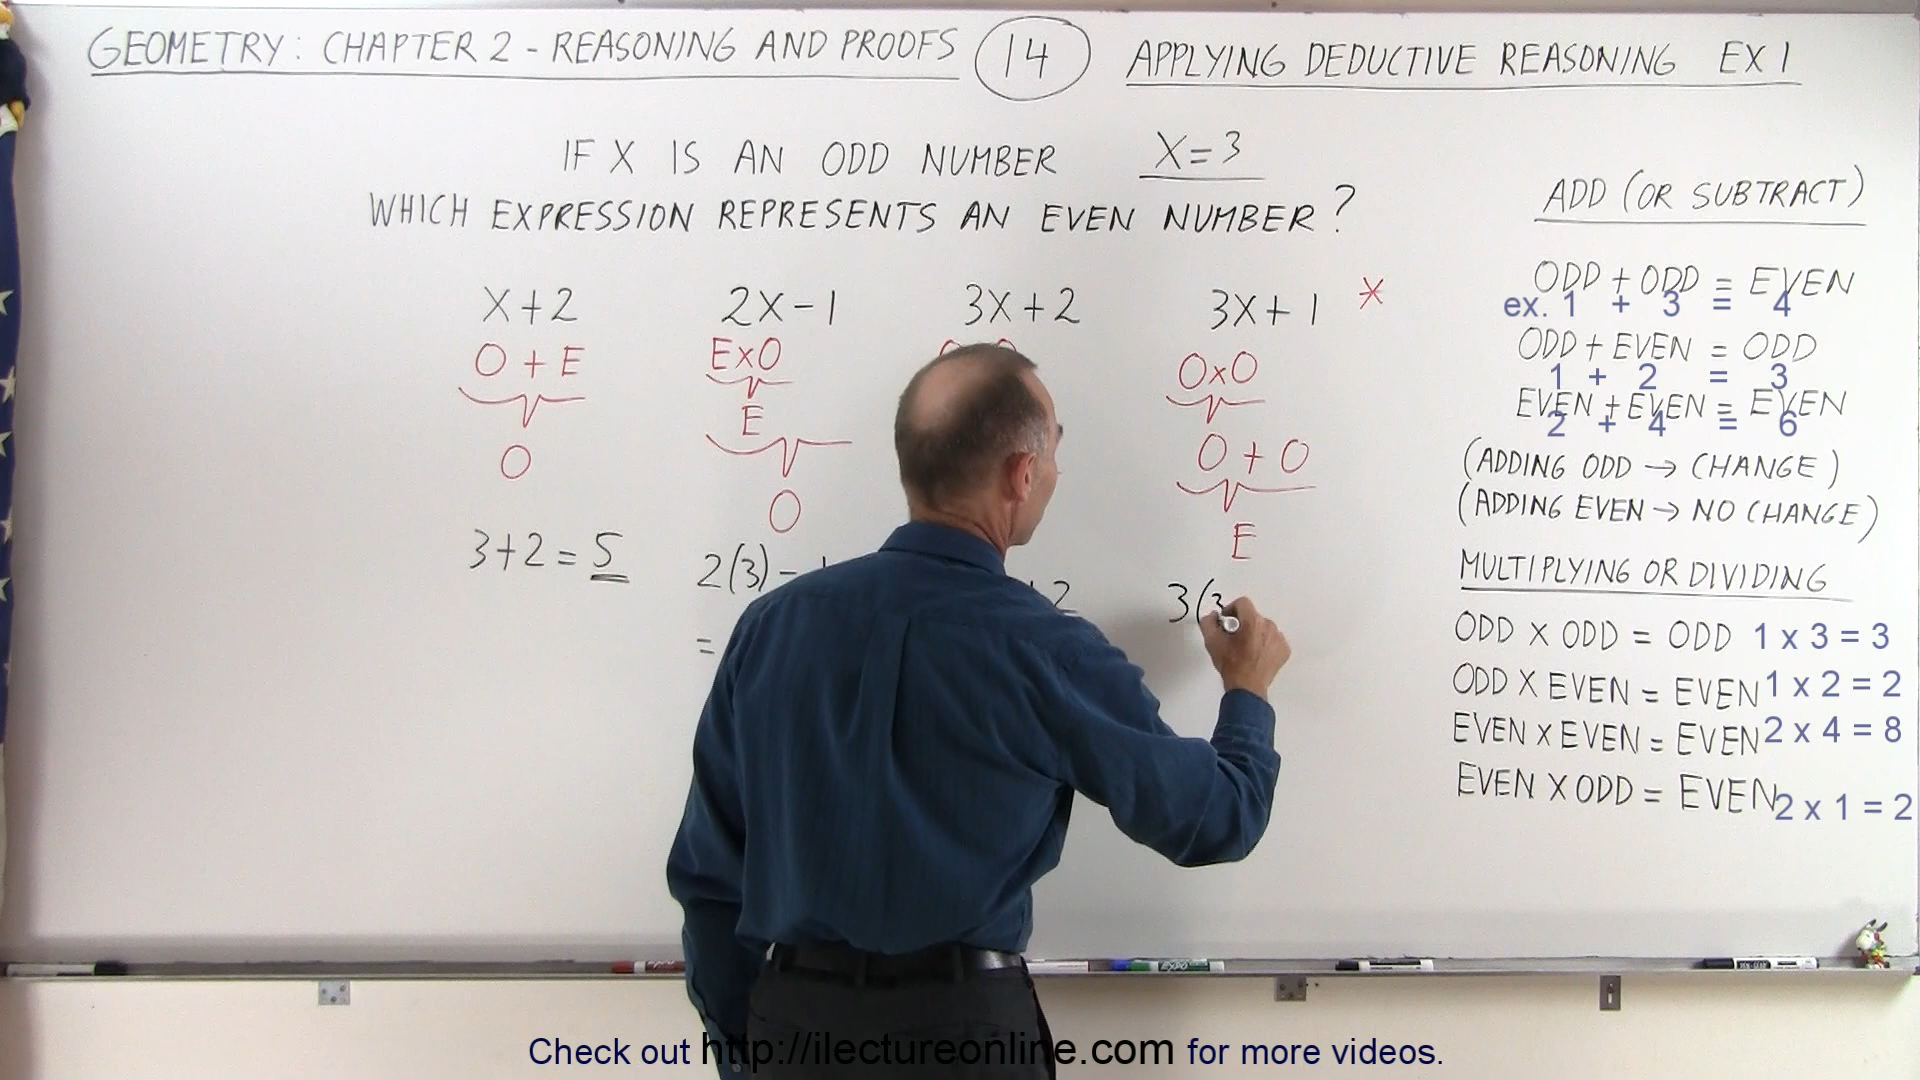 GEOMETRY: CHAPTER 2 - REASONING AND PROOFS 14 APPLYING DEDUCTIVE REASONING EX 1
IF X IS AN ODD NUMBER X=3
WHICH EXPRESSION REPRESENTS AN EVEN NUMBER?
X+2 2X-1 3X+2 3X+1 *
O + E ExO OxO
E O + O
O O E
3+2=5 2(3)- +2 3(3
=
ADD (OR SUBTRACT)
ODD + ODD = EVEN
ex. 1 + 3 = 4
ODD + EVEN = ODD
1 + 2 = 3
EVEN + EVEN = EVEN
2 + 4 = 6
(ADDING ODD → CHANGE)
(ADDING EVEN → NO CHANGE)
MULTIPLYING OR DIVIDING
ODD X ODD = ODD 1 x 3 = 3
ODD X EVEN = EVEN 1 x 2 = 2
EVEN X EVEN = EVEN 2 x 4 = 8
EVEN X ODD = EVEN 2 x 1 = 2
EXPO EXPO
Check out http://ilectureonline.com for more videos.